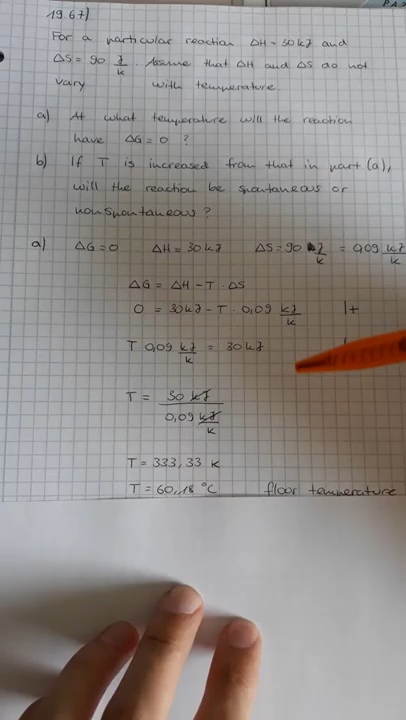 19.67)
For a particular reaction ΔH = 30 kJ and
ΔS = 90 J/K. Assume that ΔH and ΔS do not
vary with temperature.
a) At what temperature will the reaction
have ΔG = 0 ?
b) If T is increased from that in part (a),
will the reaction be spontaneous or
nonspontaneous ?
a) ΔG = 0 ΔH = 30 kJ ΔS = 90 J/K = 0,09 kJ/K
ΔG = ΔH - T · ΔS
0 = 30 kJ - T · 0,09 kJ/K |+
T 0,09 kJ/K = 30 kJ
T = 30 kJ / 0,09 kJ/K
T = 333,33 K
T = 60,18 °C floor temperature